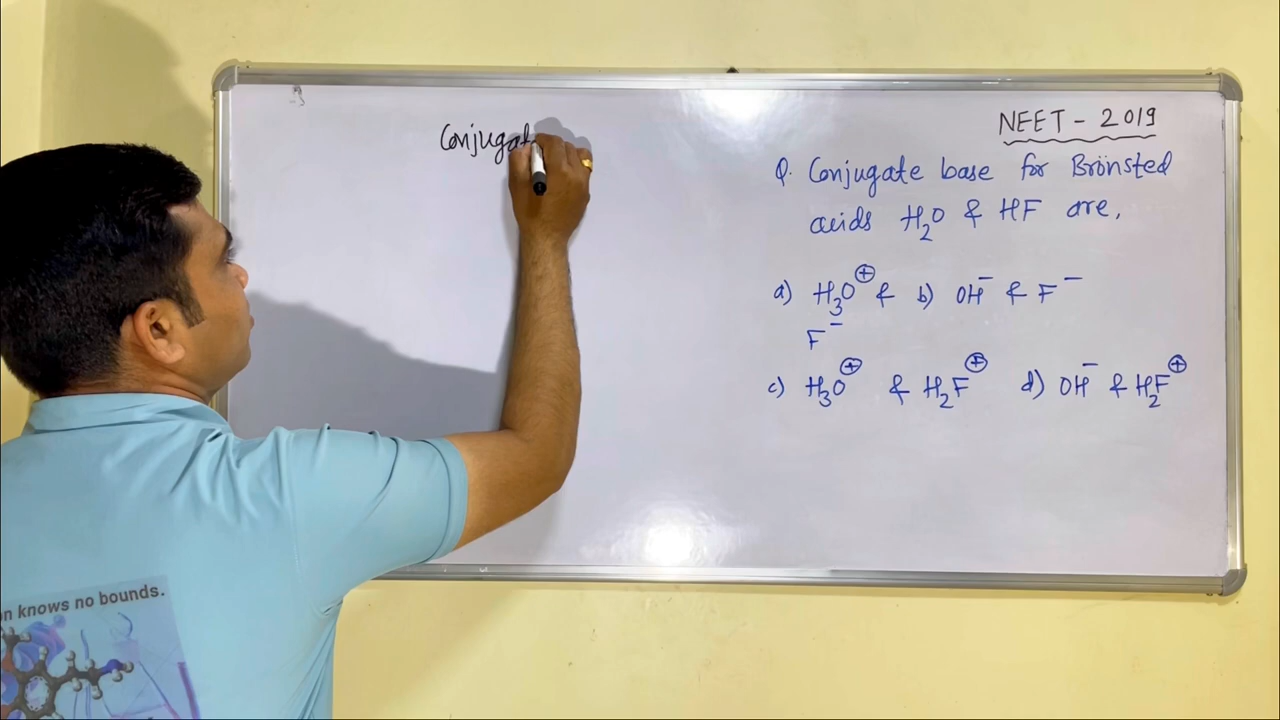 Conjugat
NEET - 2019
Q. Conjugate base for Brönsted
acids H₂O & HF are,
a) H₃O⊕ & b) OH⁻ & F⁻
F⁻
c) H₃O⊕ & H₂F⊕ d) OH⁻ & H₂F⊕
on knows no bounds.